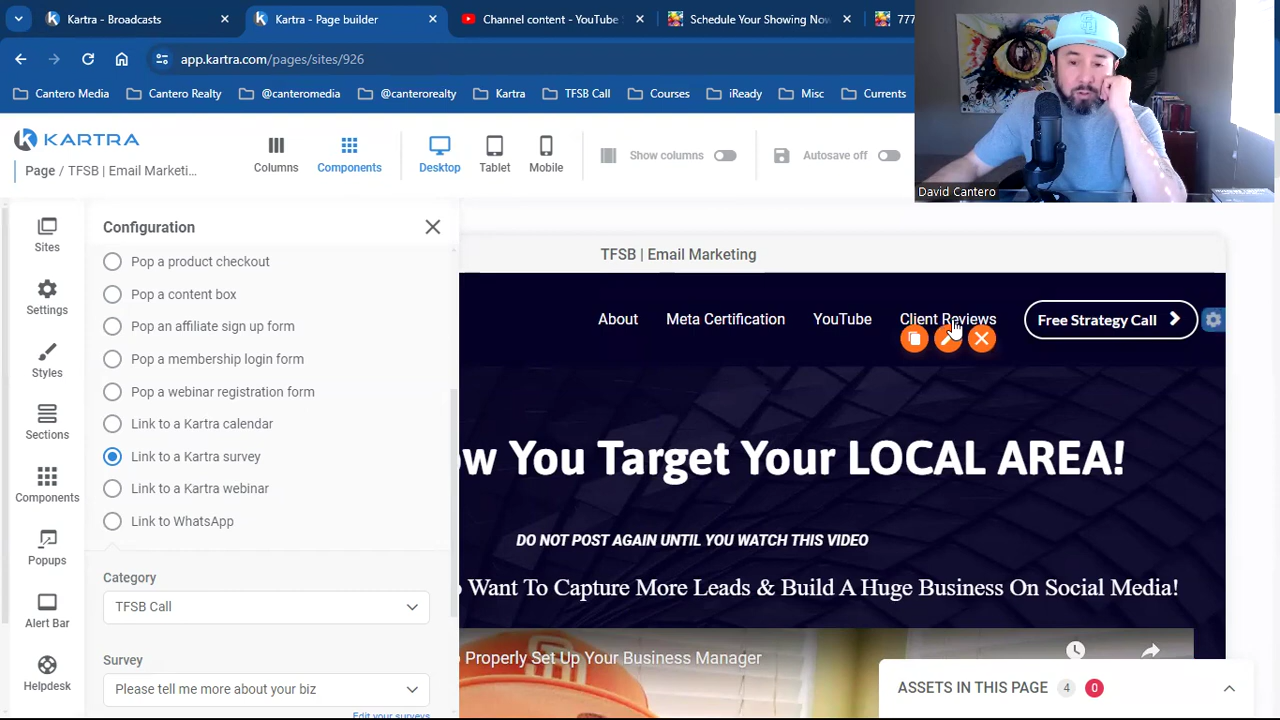 Kartra - Broadcasts
Kartra - Page builder
Channel content - YouTube
Schedule Your Showing Now
777
app.kartra.com/pages/sites/926
Cantero Media
Cantero Realty
@canteromedia
@canterorealty
Kartra
TFSB Call
Courses
iReady
Misc
Currents
KARTRA
Page / TFSB | Email Marketi...
Columns
Components
Desktop
Tablet
Mobile
Show columns
Autosave off
David Cantero
Sites
Settings
Styles
Sections
Components
Popups
Alert Bar
Helpdesk
Configuration
Pop a product checkout
Pop a content box
Pop an affiliate sign up form
Pop a membership login form
Pop a webinar registration form
Link to a Kartra calendar
Link to a Kartra survey
Link to a Kartra webinar
Link to WhatsApp
Category
TFSB Call
Survey
Please tell me more about your biz
Edit your surveys
TFSB | Email Marketing
About
Meta Certification
YouTube
Client Reviews
Free Strategy Call
ow You Target Your LOCAL AREA!
DO NOT POST AGAIN UNTIL YOU WATCH THIS VIDEO
Want To Capture More Leads & Build A Huge Business On Social Media!
o Properly Set Up Your Business Manager
ASSETS IN THIS PAGE 4 0